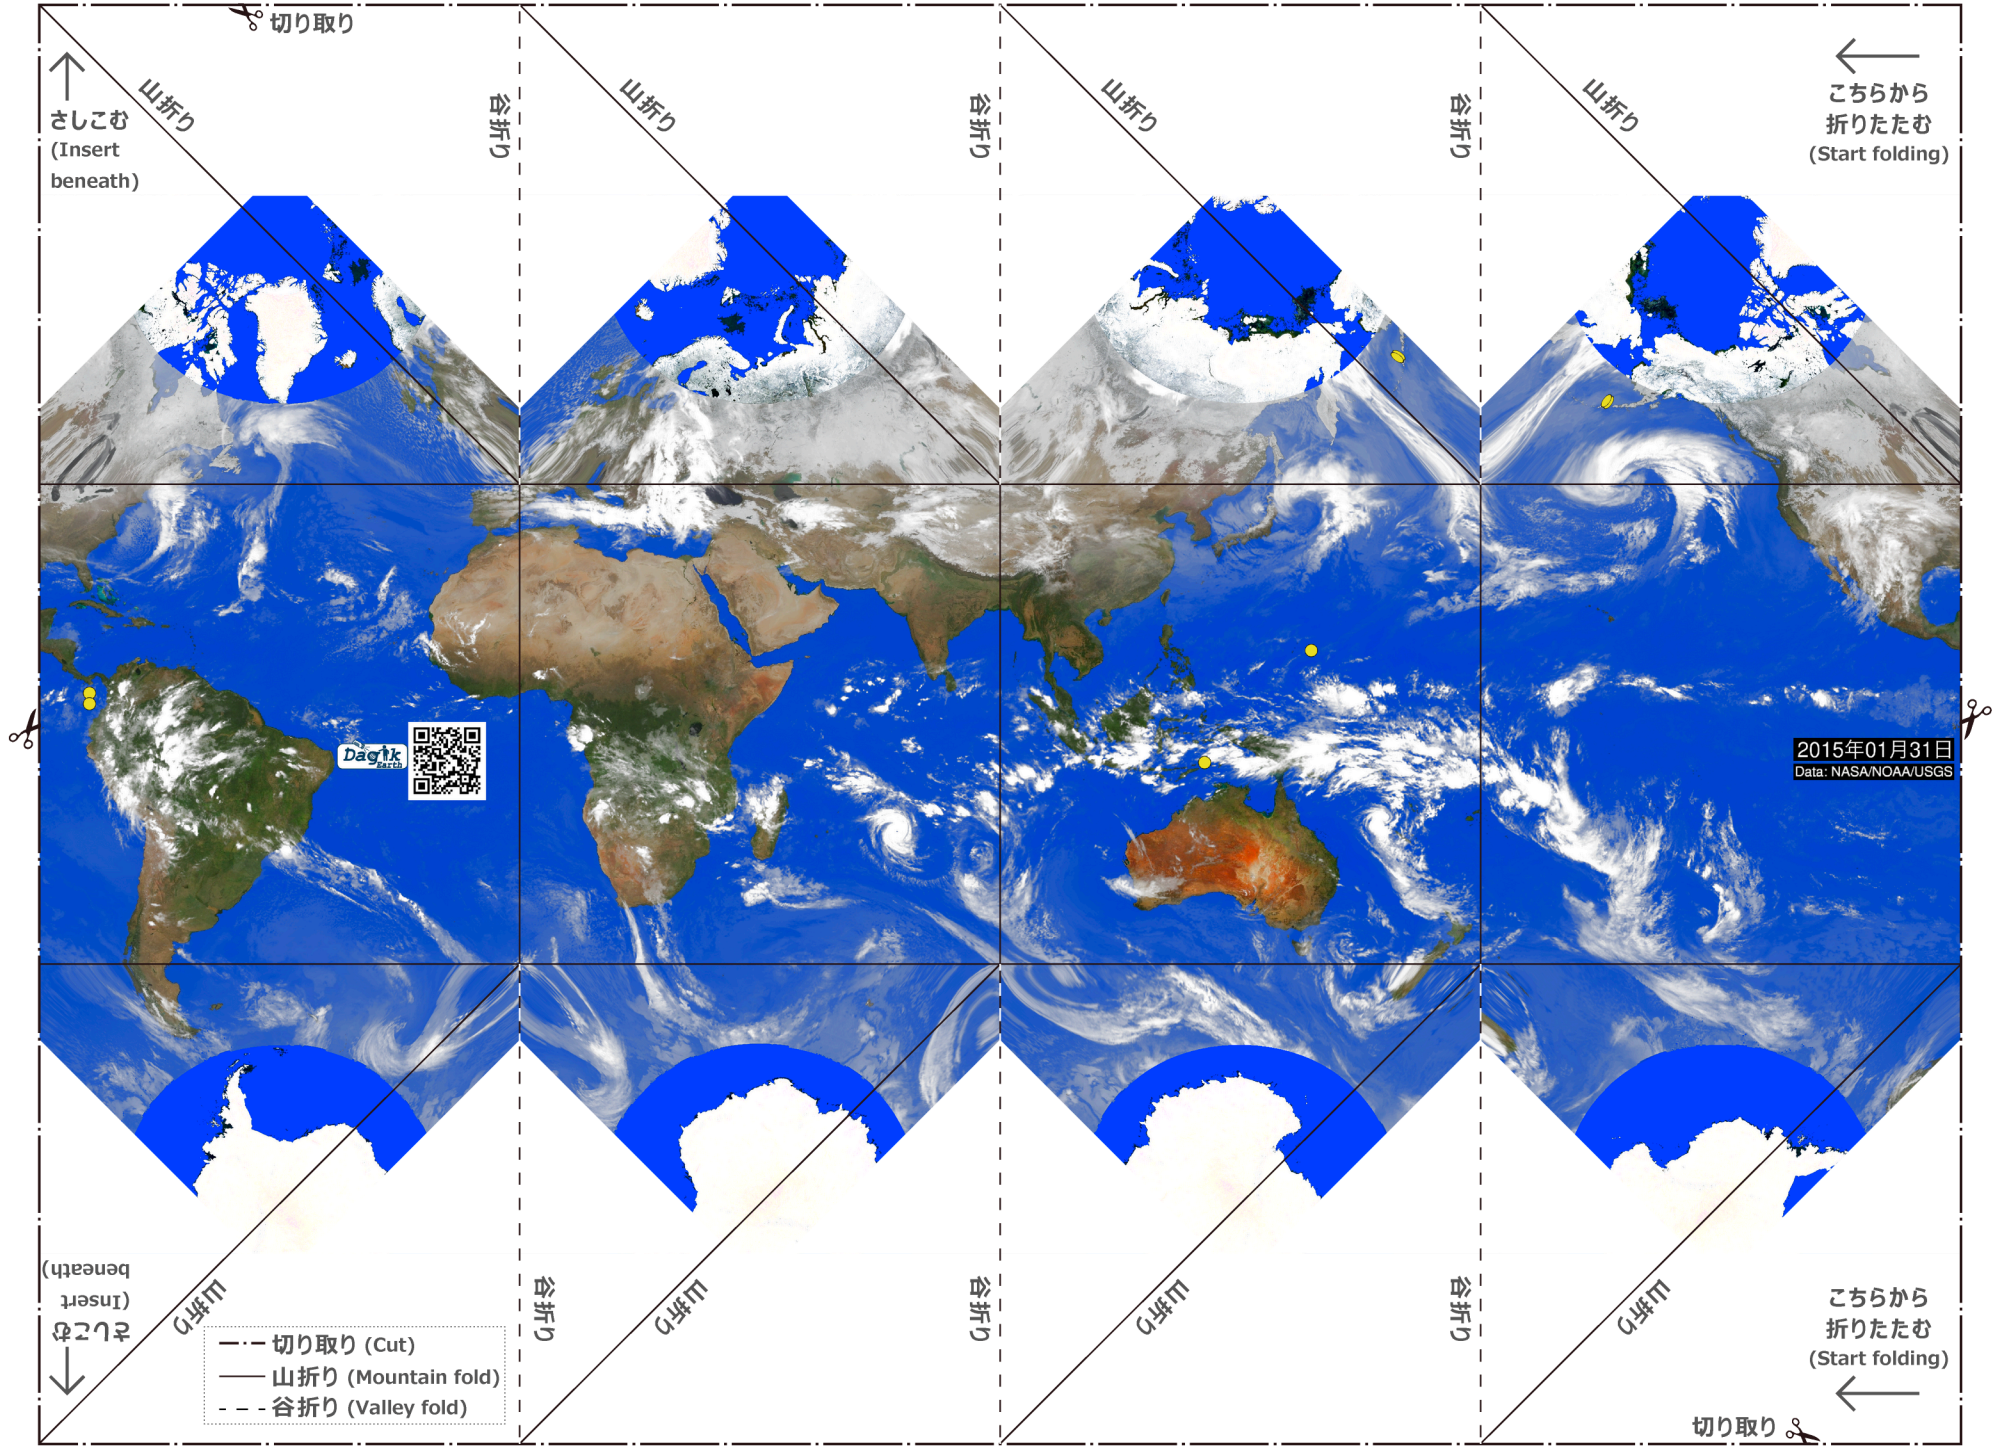 切り取り
さしこむ
(Insert
beneath)
山折り
谷折り
山折り
谷折り
山折り
谷折り
山折り
こちらから
折りたたむ
(Start folding)
Dagik
Earth
2015年01月31日
Data: NASA/NOAA/USGS
さしこむ
(Insert
beneath)
山折り
谷折り
山折り
谷折り
山折り
谷折り
山折り
こちらから
折りたたむ
(Start folding)
切り取り (Cut)
山折り (Mountain fold)
谷折り (Valley fold)
切り取り